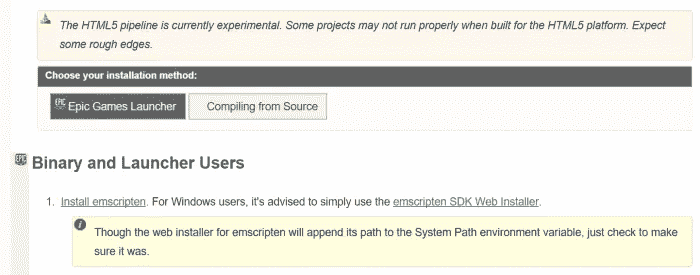 The HTML5 pipeline is currently experimental. Some projects may not run properly when built for the HTML5 platform. Expect
some rough edges.
Choose your installation method:
Epic Games Launcher Compiling from Source
Binary and Launcher Users
1. Install emscripten. For Windows users, it's advised to simply use the emscripten SDK Web Installer.
Though the web installer for emscripten will append its path to the System Path environment variable, just check to make
sure it was.